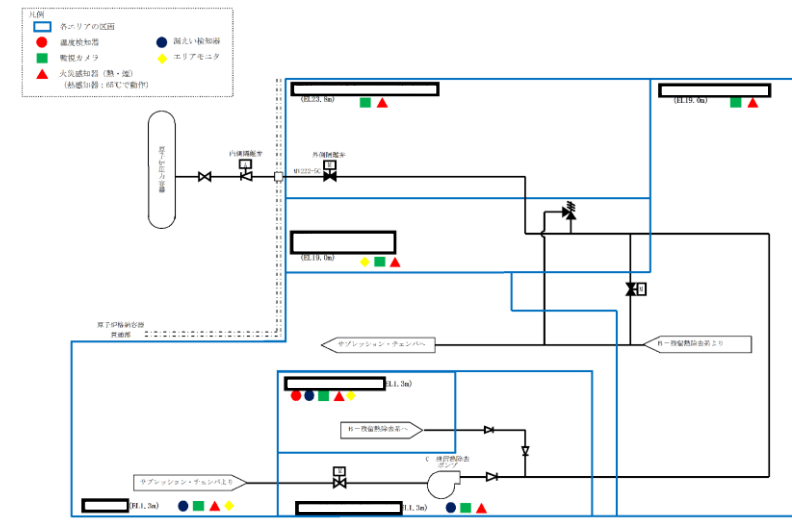 凡例
各エリアの区画
温度検知器
漏えい検知器
監視カメラ
エリアモニタ
火災感知器（熱・煙）
（熱感知器：65℃で動作）
(EL23.8m)
(EL19.0m)
原子炉圧力容器
内側隔離弁
外側隔離弁
A
M
MV222-5C
(EL19.0m)
M
原子炉格納容器
貫通部
サプレッション・チェンバへ
B－残留熱除去系より
(EL1.3m)
B－残留熱除去系へ
C－残留熱除去
ポンプ
サプレッション・チェンバより
M
(EL1.3m)
(EL1.3m)